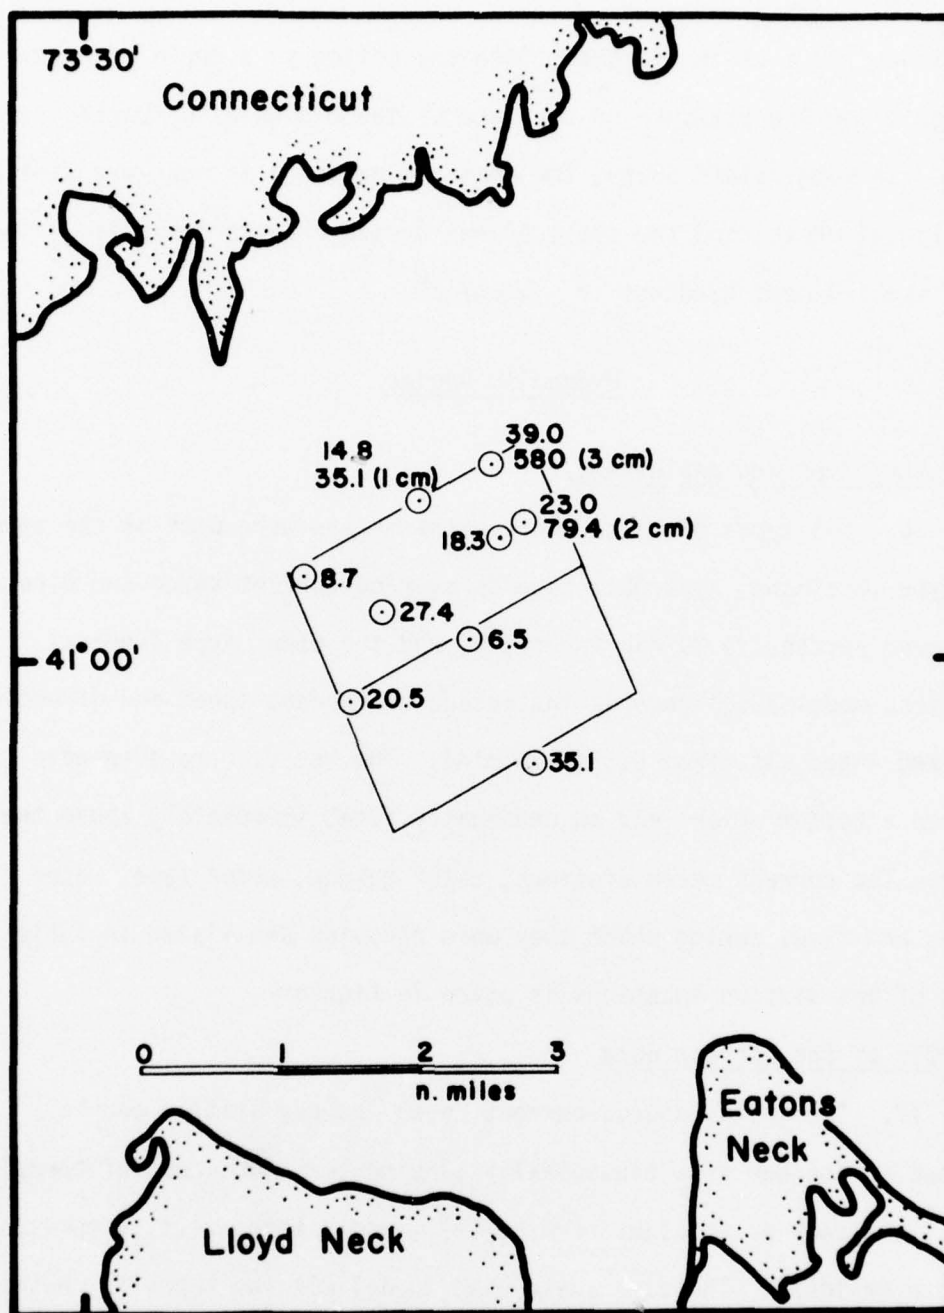 73°30'
Connecticut
39.0
14.8
580 (3 cm)
35.1 (1 cm)
23.0
18.3
79.4 (2 cm)
8.7
27.4
6.5
41°00'
20.5
35.1
0 1 2 3
n. miles
Eatons
Neck
Lloyd Neck